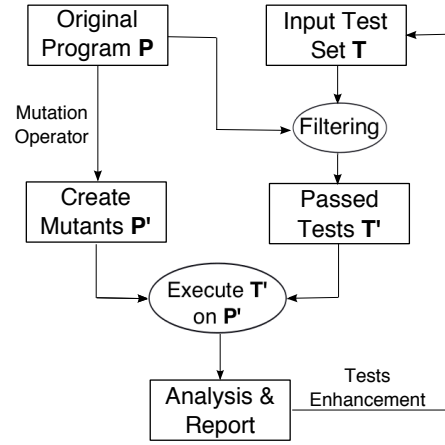 Original
Program P
Input Test
Set T
Mutation
Operator
Filtering
Create
Mutants P'
Passed
Tests T'
Execute T'
on P'
Analysis &
Report
Tests
Enhancement